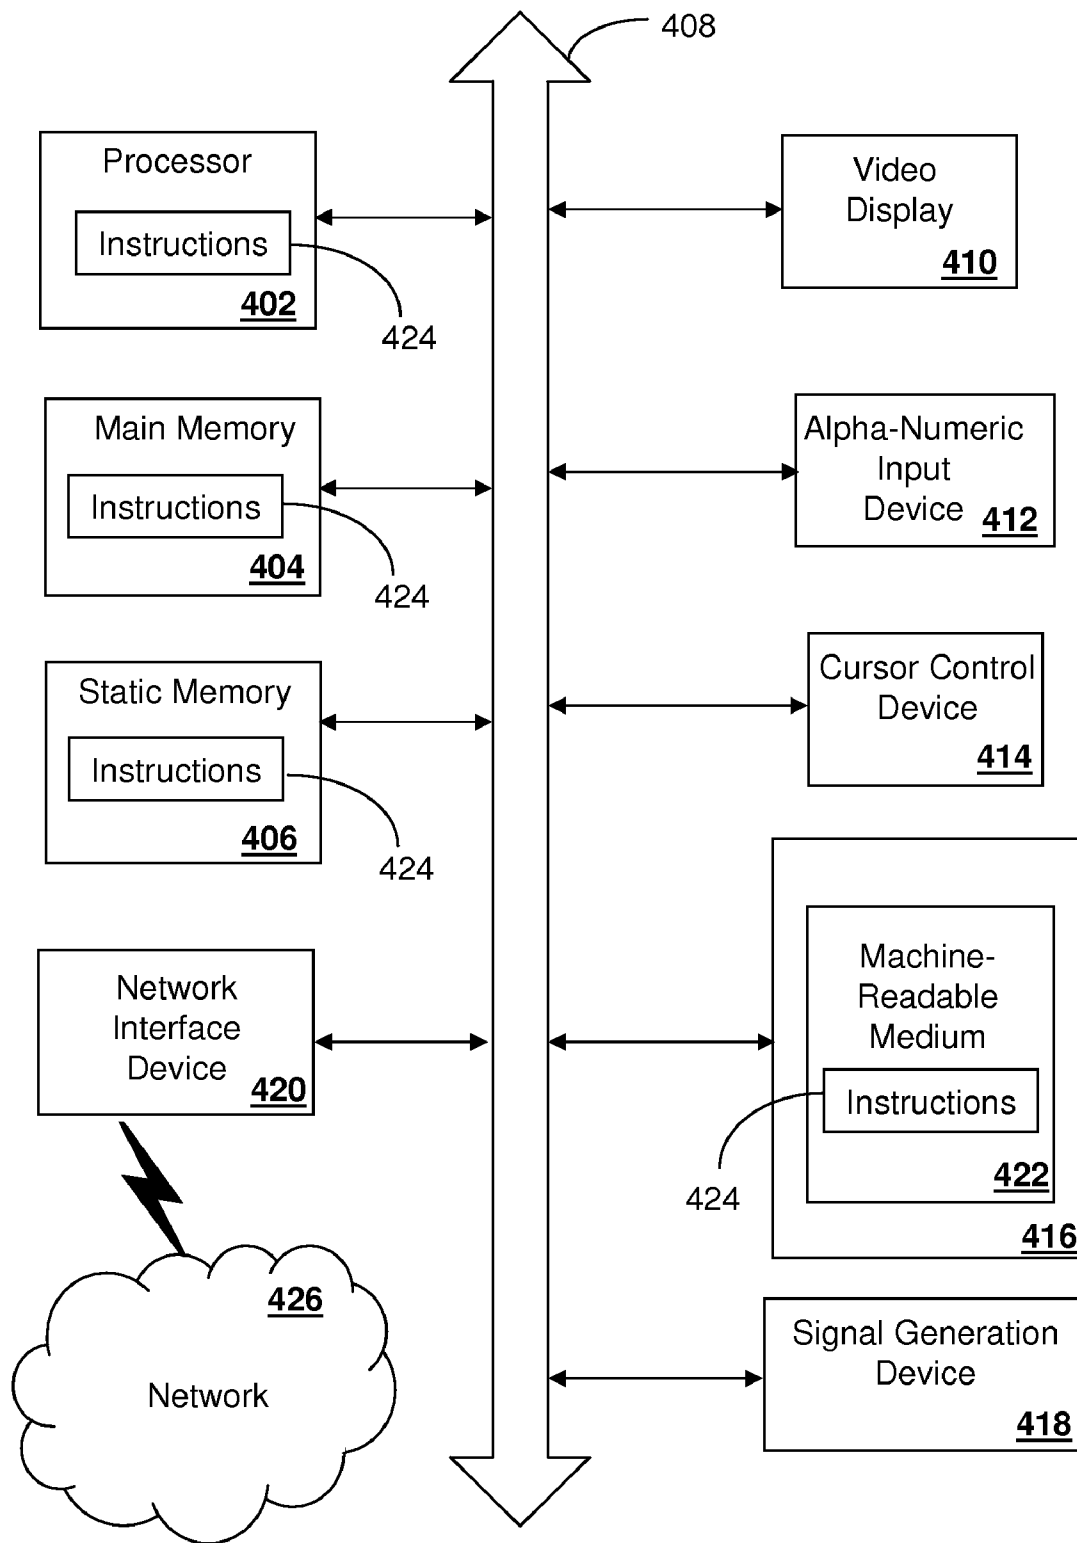 408
Processor
Instructions
402
424
Main Memory
Instructions
404
424
Static Memory
Instructions
406
424
Network
Interface
Device
420
426
Network
Video
Display
410
Alpha-Numeric
Input
Device
412
Cursor Control
Device
414
Machine-
Readable
Medium
Instructions
424
422
416
Signal Generation
Device
418